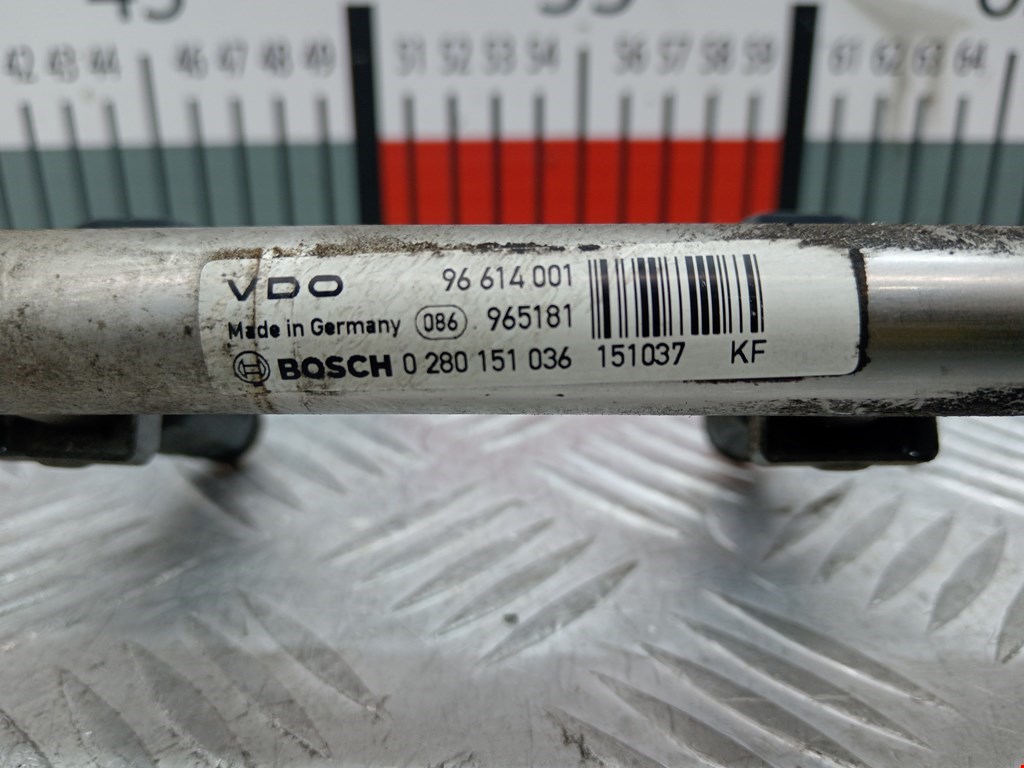 42 43 44 46 47 48 49 51 52 53 54 56 57 58 59 61 62 63 64
VDO 96 614 001
Made in Germany 086 965181
BOSCH 0 280 151 036 151037 KF